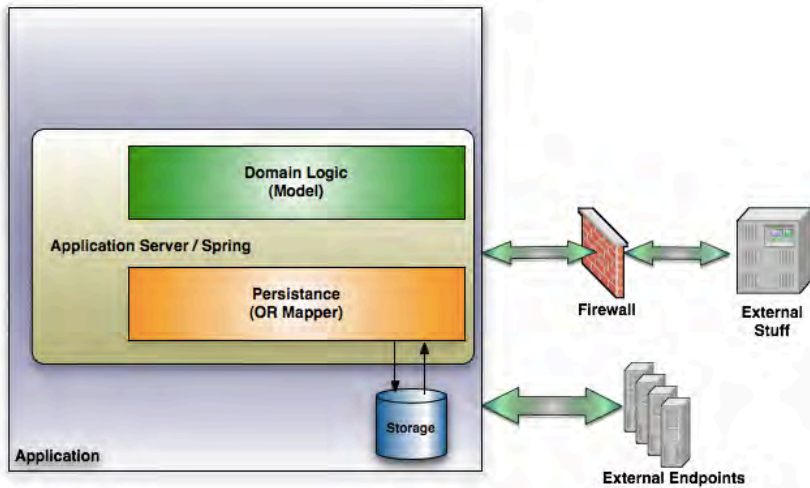 Domain Logic
(Model)
Application Server / Spring
Persistance
(OR Mapper)
Storage
Application
Firewall
External
Stuff
External Endpoints